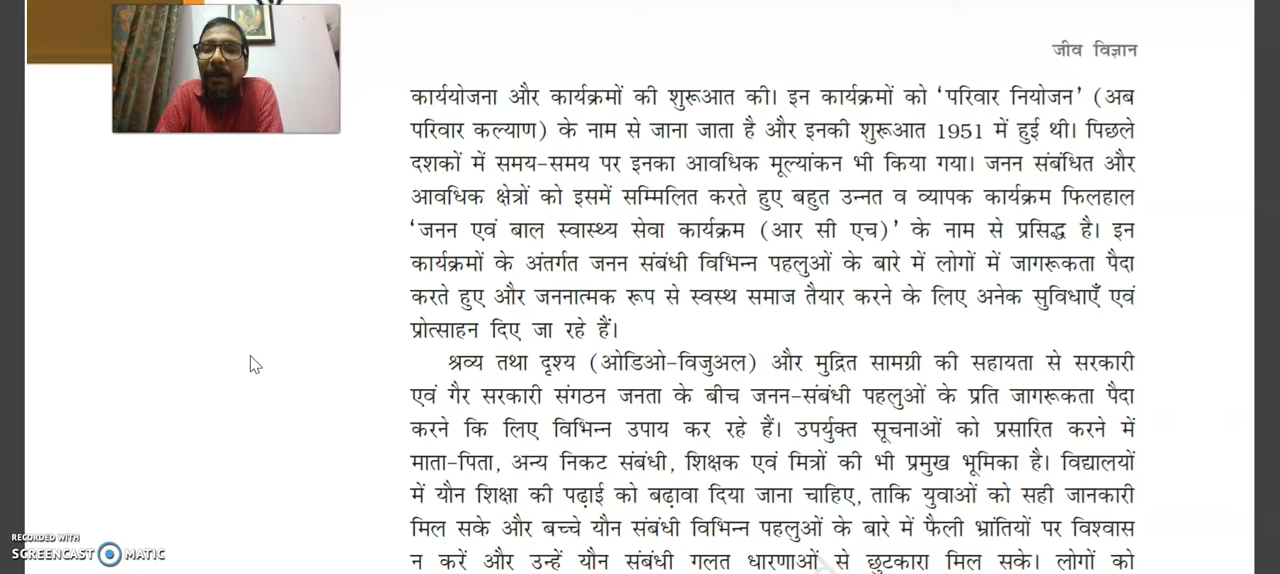 जीव विज्ञान
कार्ययोजना और कार्यक्रमों की शुरूआत की। इन कार्यक्रमों को ‘परिवार नियोजन’ (अब
परिवार कल्याण) के नाम से जाना जाता है और इनकी शुरूआत 1951 में हुई थी। पिछले
दशकों में समय-समय पर इनका आवधिक मूल्यांकन भी किया गया। जनन संबंधित और
आवधिक क्षेत्रों को इसमें सम्मिलित करते हुए बहुत उन्नत व व्यापक कार्यक्रम फिलहाल
‘जनन एवं बाल स्वास्थ्य सेवा कार्यक्रम (आर सी एच)’ के नाम से प्रसिद्ध है। इन
कार्यक्रमों के अंतर्गत जनन संबंधी विभिन्न पहलुओं के बारे में लोगों में जागरूकता पैदा
करते हुए और जननात्मक रूप से स्वस्थ समाज तैयार करने के लिए अनेक सुविधाएँ एवं
प्रोत्साहन दिए जा रहे हैं।
श्रव्य तथा दृश्य (ओडिओ-विजुअल) और मुद्रित सामग्री की सहायता से सरकारी
एवं गैर सरकारी संगठन जनता के बीच जनन-संबंधी पहलुओं के प्रति जागरूकता पैदा
करने कि लिए विभिन्न उपाय कर रहे हैं। उपर्युक्त सूचनाओं को प्रसारित करने में
माता-पिता, अन्य निकट संबंधी, शिक्षक एवं मित्रों की भी प्रमुख भूमिका है। विद्यालयों
में यौन शिक्षा की पढ़ाई को बढ़ावा दिया जाना चाहिए, ताकि युवाओं को सही जानकारी
मिल सके और बच्चे यौन संबंधी विभिन्न पहलुओं के बारे में फैली भ्रांतियों पर विश्वास
न करें और उन्हें यौन संबंधी गलत धारणाओं से छुटकारा मिल सके। लोगों को
RECORDED WITH
SCREENCAST MATIC